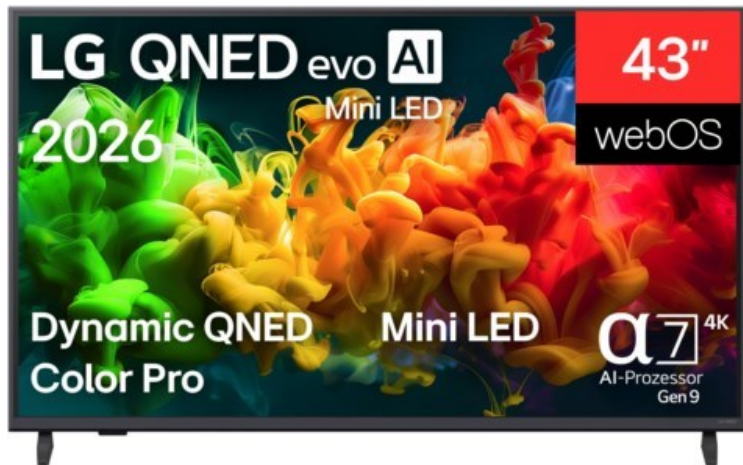 LG QNED evo AI
Mini LED
2026
43"
webOS
Dynamic QNED
Color Pro
Mini LED
α7 4K
AI-Prozessor
Gen 9